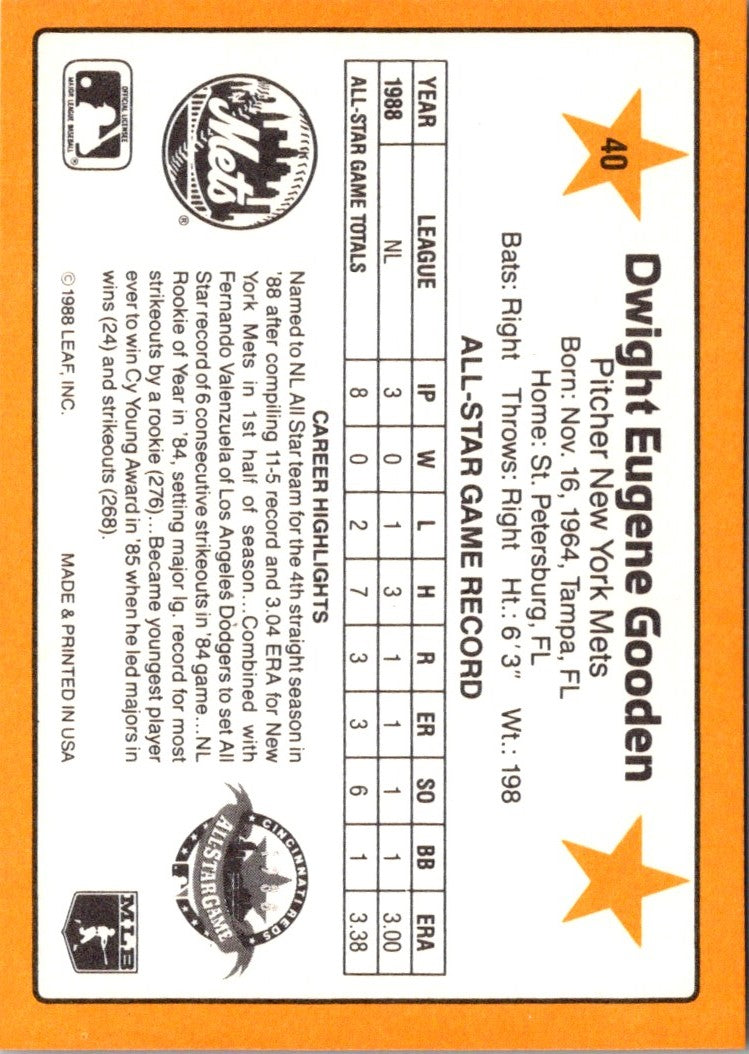 40
Dwight Eugene Gooden
Pitcher New York Mets
Born: Nov. 16, 1964, Tampa, FL
Home: St. Petersburg, FL
Bats: Right Throws: Right Ht.: 6'3" Wt.: 198
ALL-STAR GAME RECORD
YEAR LEAGUE IP W L H R ER SO BB ERA
1988 NL 3 0 1 3 1 1 1 1 3.00
ALL-STAR GAME TOTALS 8 0 2 7 3 3 6 1 3.38
Mets
®
CAREER HIGHLIGHTS
Named to NL All Star team for the 4th straight season in
'88 after compiling 11-5 record and 3.04 ERA for New
York Mets in 1st half of season...Combined with
Fernando Valenzuela of Los Angeles Dodgers to set All
Star record of 6 consecutive strikeouts in '84 game...NL
Rookie of Year in '84, setting major lg. record for most
strikeouts by a rookie (276)... Became youngest player
ever to win Cy Young Award in '85 when he led majors in
wins (24) and strikeouts (268).
CINCINNATI REDS
ALL-STAR GAME
OFFICIAL LICENSEE
MAJOR LEAGUE BASEBALL ®
© 1988 LEAF, INC. MADE & PRINTED IN USA
MLB